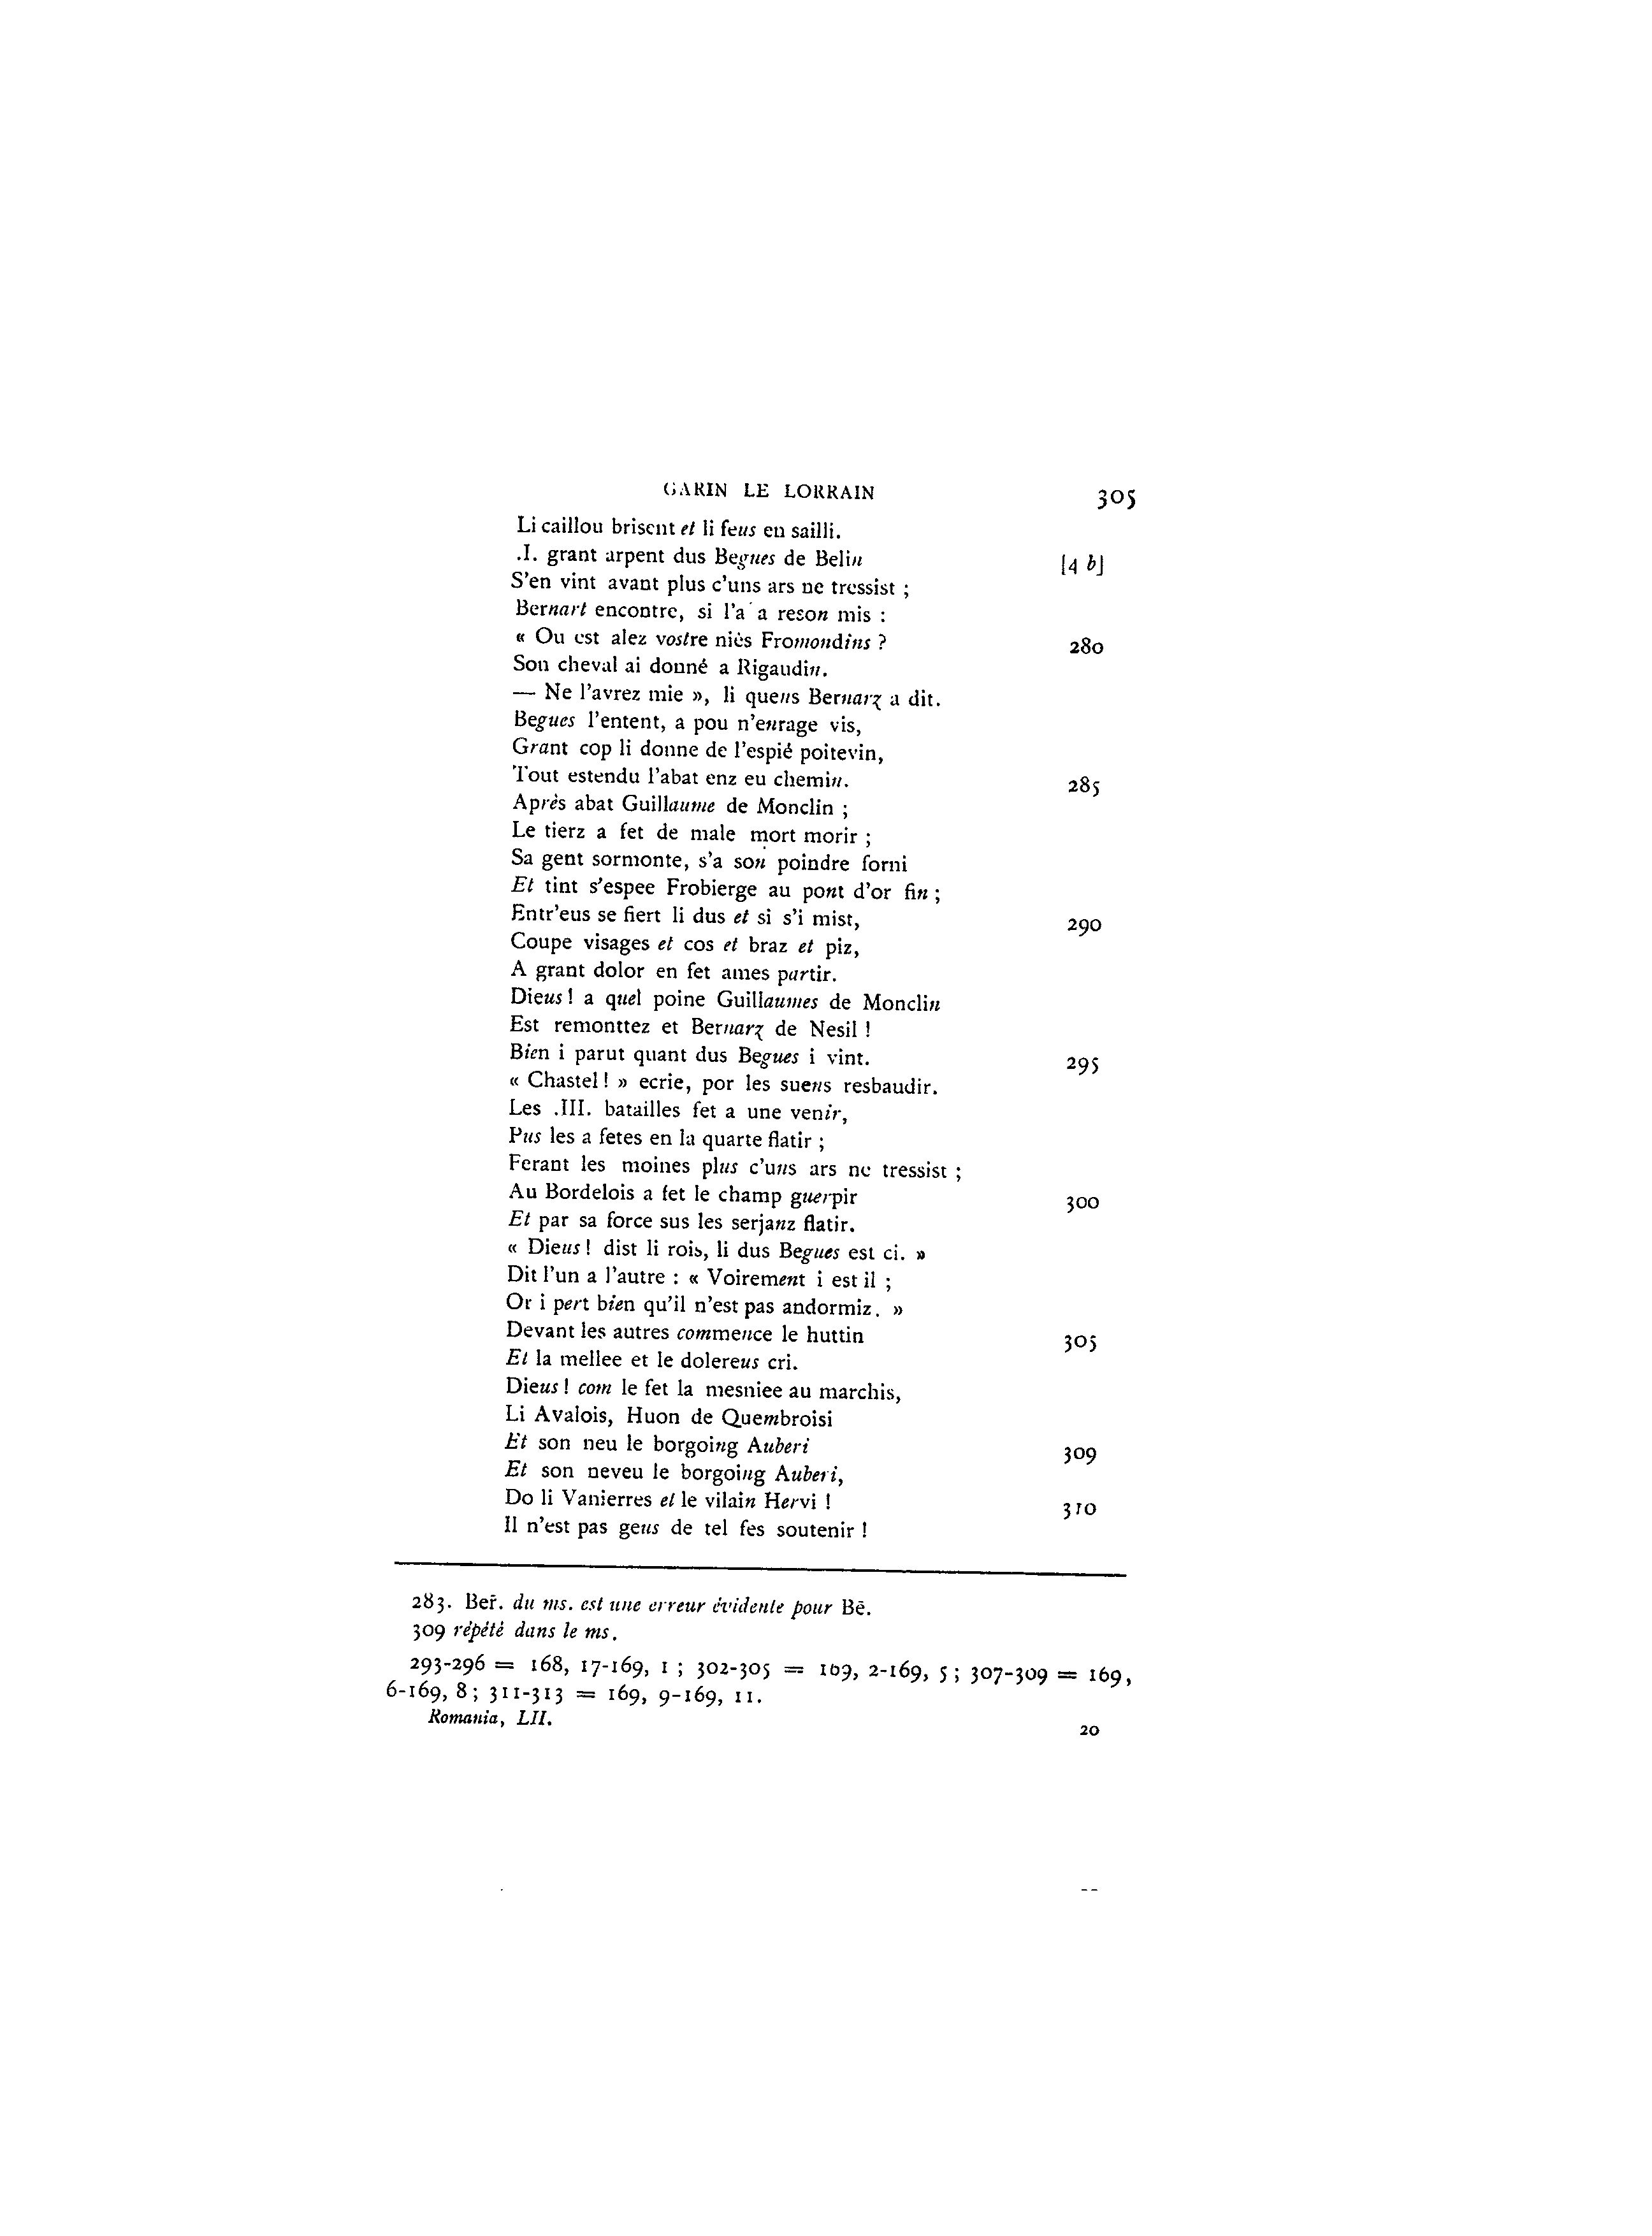 GARIN LE LORRAIN 305
Li caillou brisent et li feus en sailli.
.I. grant arpent dus Begues de Belin [4 b]
S'en vint avant plus c'uns ars ne tressist ;
Bernart encontre, si l'a a reson mis :
« Ou est alez vostre niès Fromondins ? 280
Son cheval ai donné a Rigaudin.
— Ne l'avrez mie », li quens Bernarz a dit.
Begues l'entent, a pou n'enrage vis,
Grant cop li donne de l'espié poitevin,
Tout estendu l'abat enz eu chemin. 285
Après abat Guillaume de Monclin ;
Le tierz a fet de male mort morir ;
Sa gent sormonte, s'a son poindre forni
Et tint s'espee Frobierge au pont d'or fin ;
Entr'eus se fiert li dus et si s'i mist, 290
Coupe visages et cos et braz et piz,
A grant dolor en fet ames partir.
Dieus ! a quel poine Guillaumes de Monclin
Est remonttez et Bernarz de Nesil !
Bien i parut quant dus Begues i vint. 295
« Chastel ! » ecrie, por les suens resbaudir.
Les .III. batailles fet a une venir,
Pus les a fetes en la quarte flatir ;
Ferant les moines plus c'uns ars ne tressist ;
Au Bordelois a fet le champ guerpir 300
Et par sa force sus les serjanz flatir.
« Dieus ! dist li rois, li dus Begues est ci. »
Dit l'un a l'autre : « Voirement i est il ;
Or i pert bien qu'il n'est pas andormiz. »
Devant les autres commence le huttin 305
Et la mellee et le dolereus cri.
Dieus ! com le fet la mesniee au marchis,
Li Avalois, Huon de Quembroisi
Et son neu le borgoing Auberi 309
Et son neveu le borgoing Auberi,
Do li Vanierres et le vilain Hervi ! 310
Il n'est pas geus de tel fes soutenir !
283. Ber̄. du ms. est une erreur évidente pour Bē.
309 répété dans le ms.
293-296 = 168, 17-169, 1 ; 302-305 = 169, 2-169, 5 ; 307-309 = 169,
6-169, 8 ; 311-313 = 169, 9-169, 11.
Romania, LII. 20